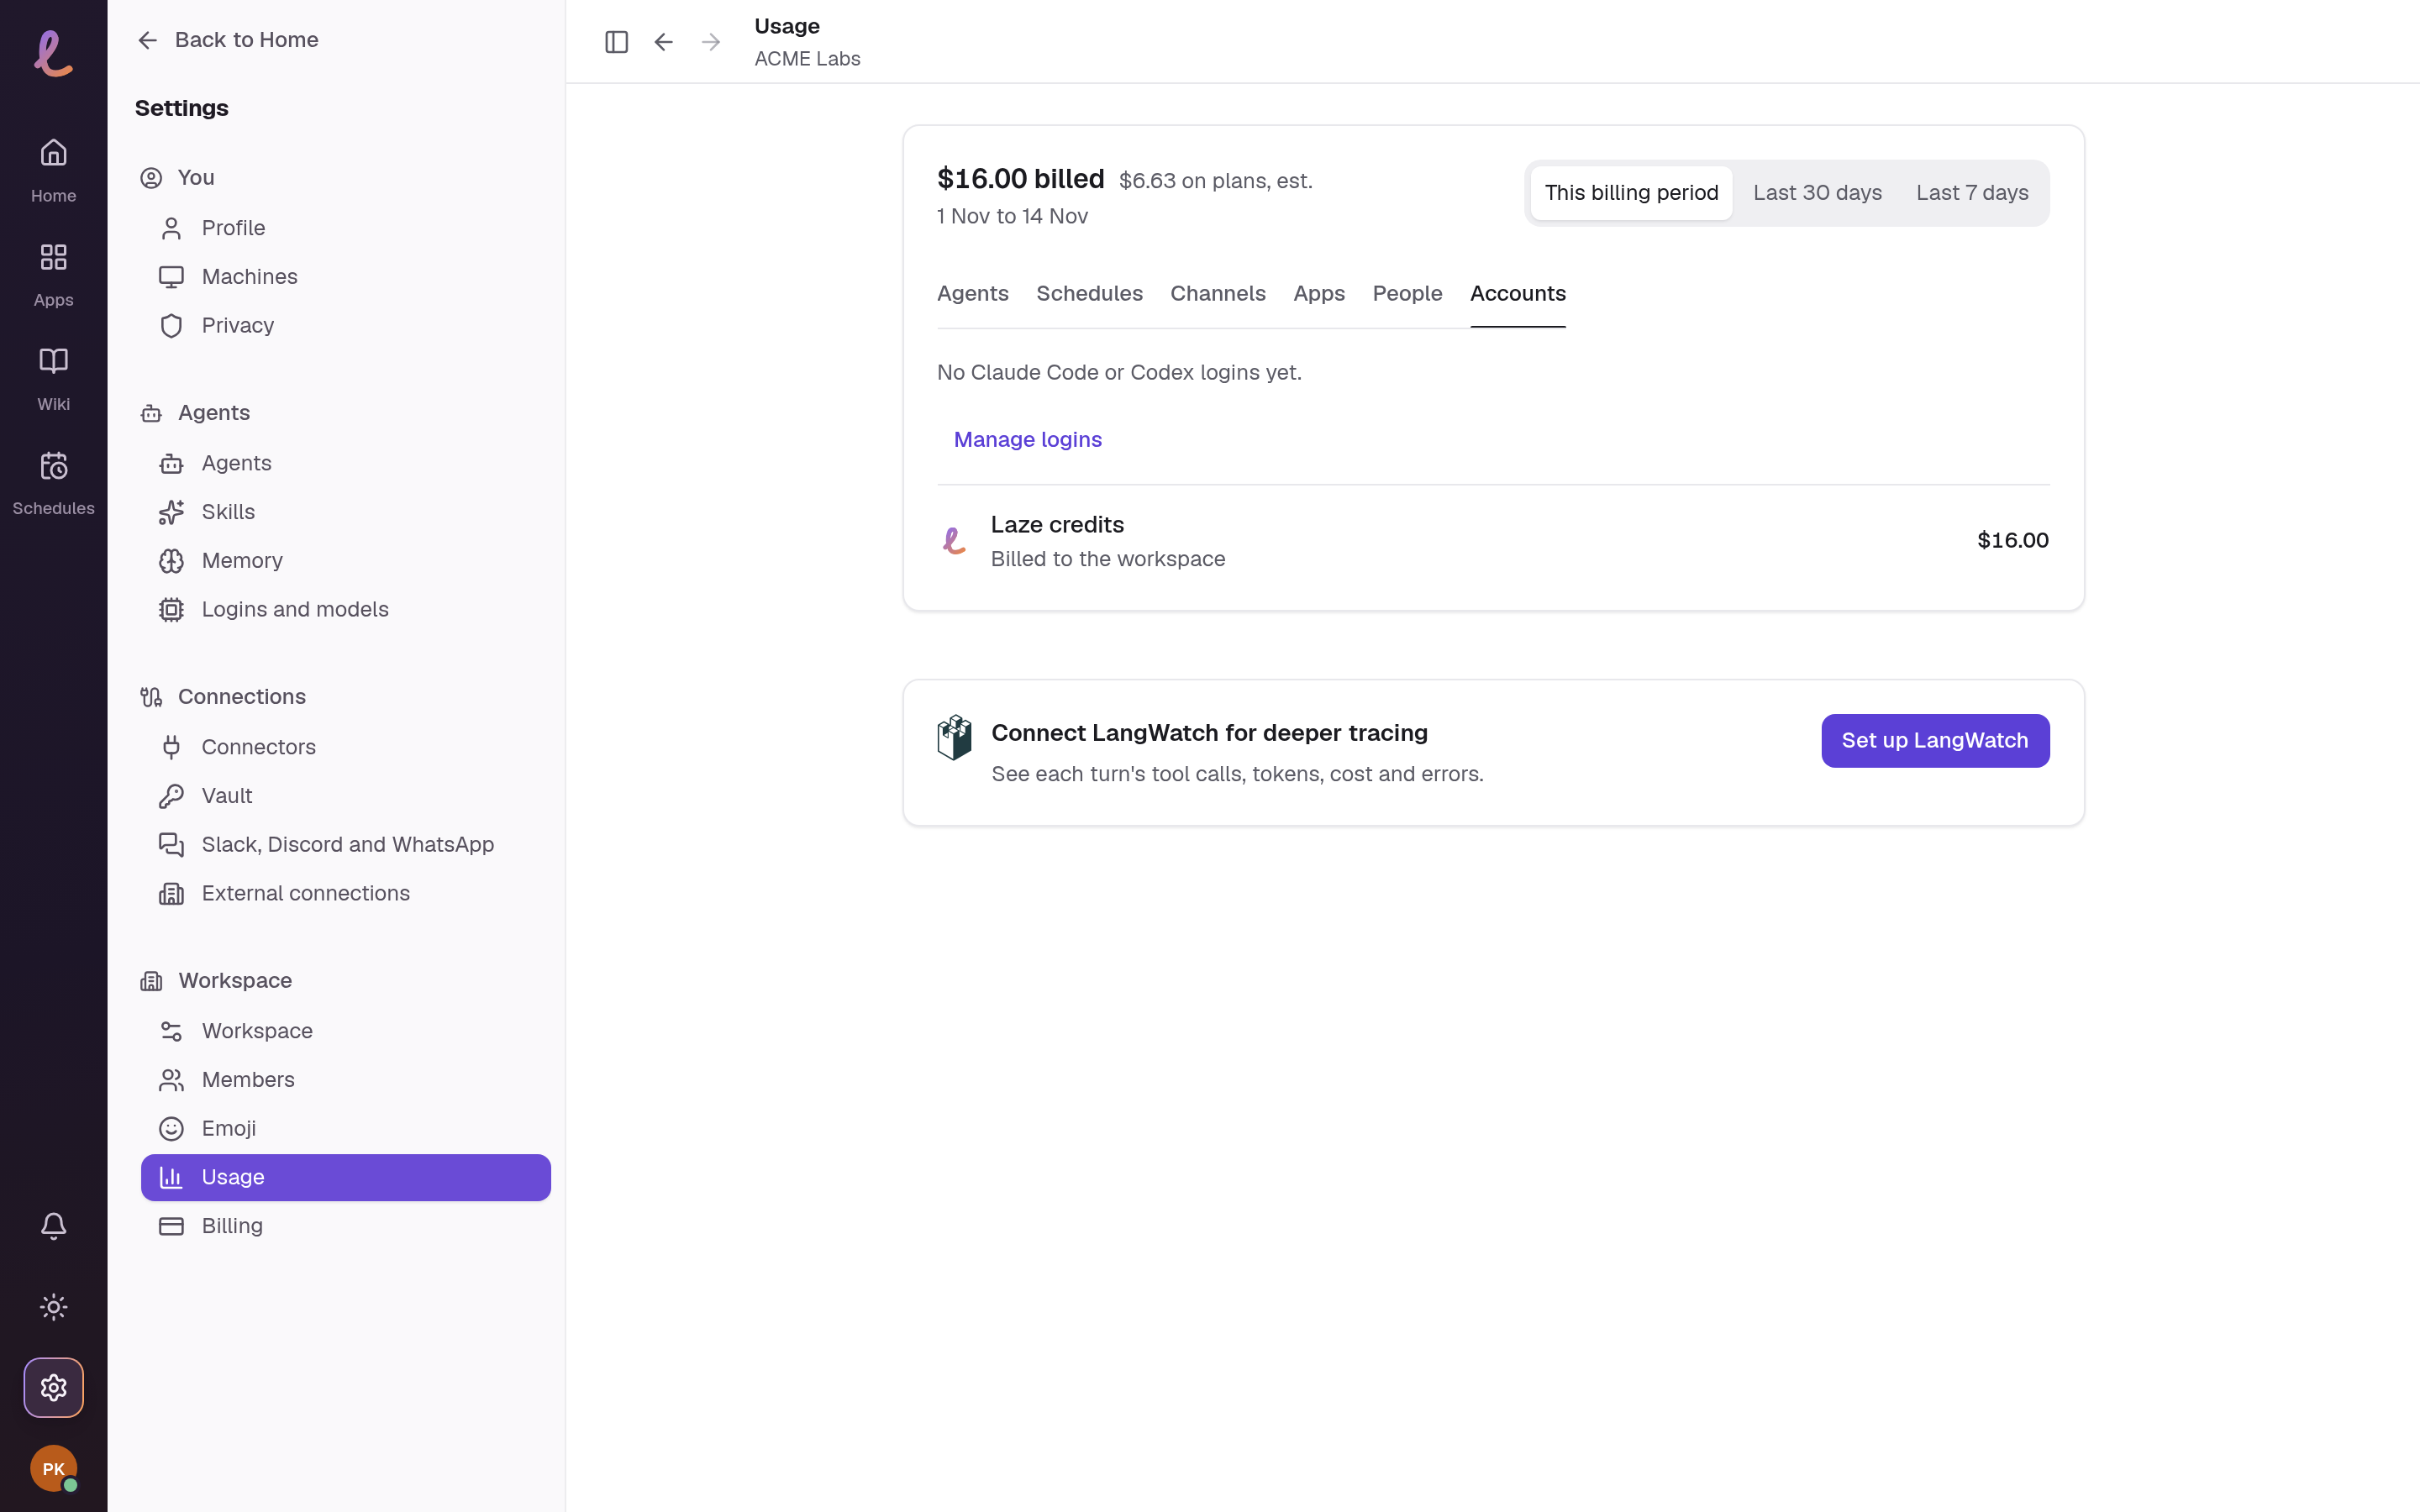 Back to Home
Settings
You
Profile
Machines
Privacy
Agents
Agents
Skills
Memory
Logins and models
Connections
Connectors
Vault
Slack, Discord and WhatsApp
External connections
Workspace
Workspace
Members
Emoji
Usage
Billing
Home
Apps
Wiki
Schedules
PK
Usage
ACME Labs
$16.00 billed $6.63 on plans, est.
1 Nov to 14 Nov
This billing period Last 30 days Last 7 days
Agents Schedules Channels Apps People Accounts
No Claude Code or Codex logins yet.
Manage logins
Laze credits
Billed to the workspace
$16.00
Connect LangWatch for deeper tracing
See each turn's tool calls, tokens, cost and errors.
Set up LangWatch